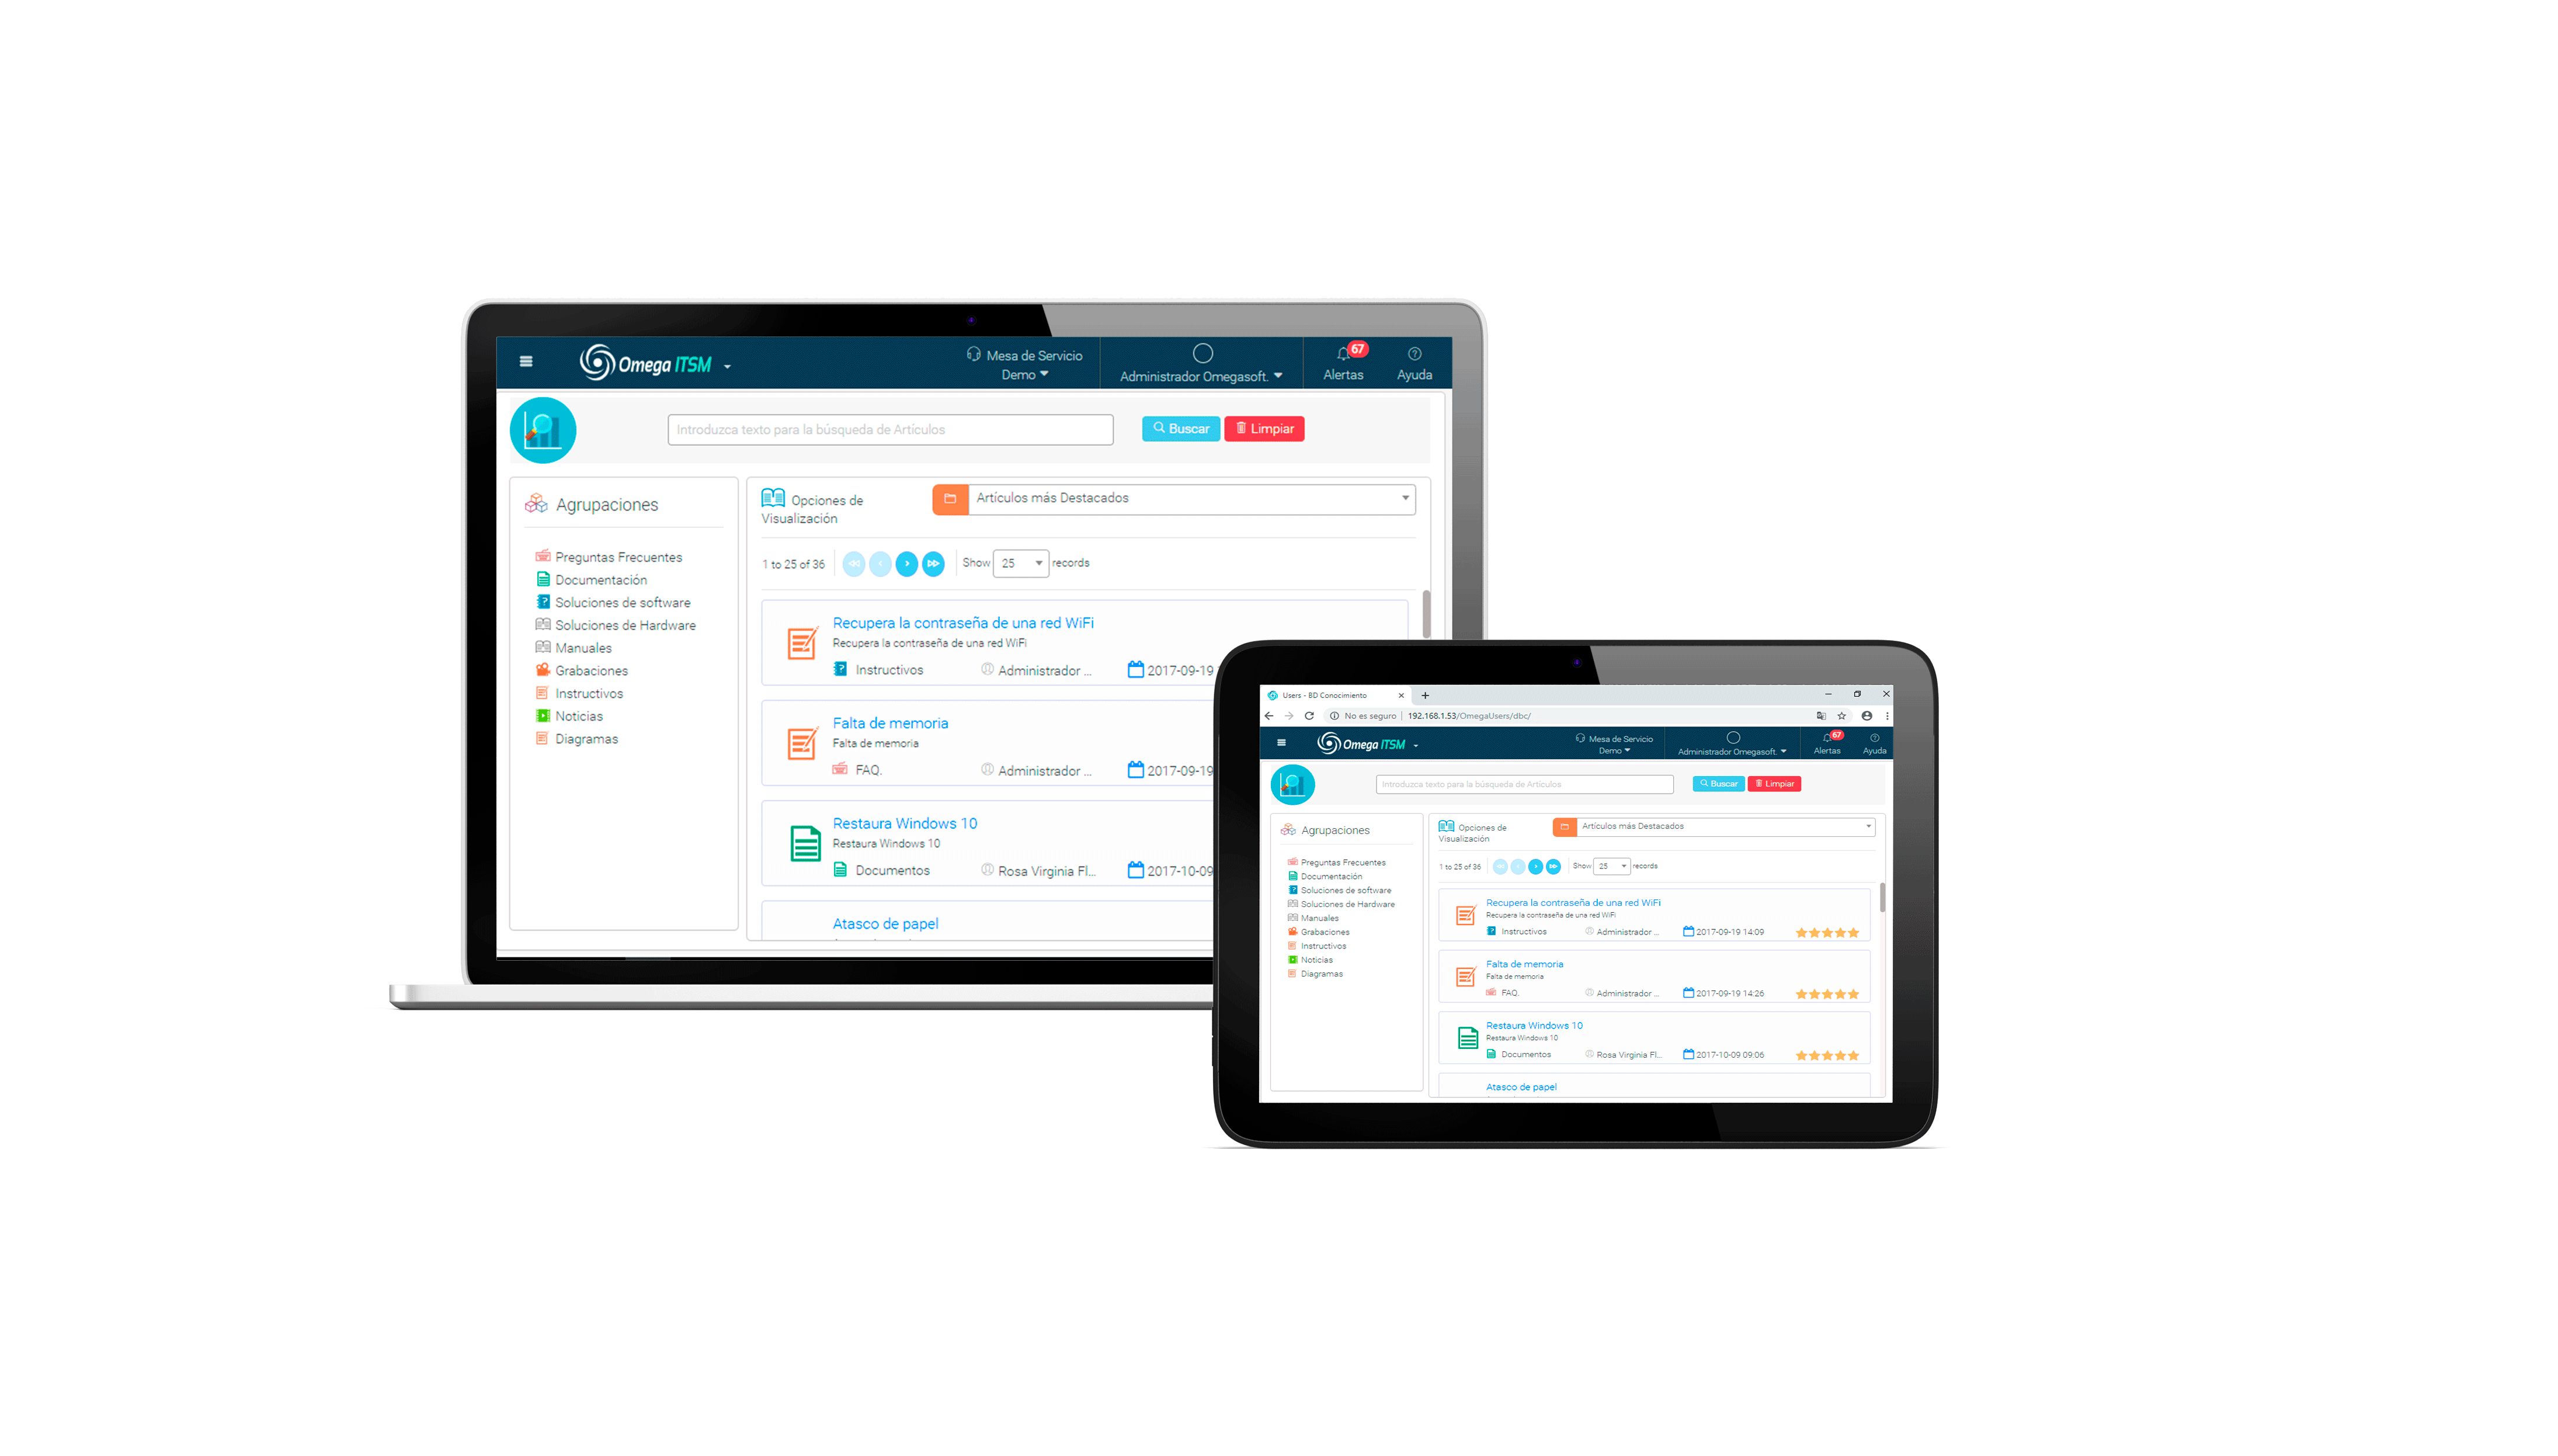 Omega ITSM
Mesa de Servicio
Demo
Administrador Omegasoft.
67
Alertas
Ayuda
Introduzca texto para la búsqueda de Artículos
Buscar
Limpiar
Agrupaciones
Preguntas Frecuentes
Documentación
Soluciones de software
Soluciones de Hardware
Manuales
Grabaciones
Instructivos
Noticias
Diagramas
Opciones de
Visualización
Artículos más Destacados
1 to 25 of 36
Show 25 records
Recupera la contraseña de una red WiFi
Recupera la contraseña de una red WiFi
Instructivos Administrador ... 2017-09-19
Falta de memoria
Falta de memoria
FAQ. Administrador ... 2017-09-19
Restaura Windows 10
Restaura Windows 10
Documentos Rosa Virginia Fl... 2017-10-09
Atasco de papel
Users - BD Conocimiento
No es seguro | 192.168.1.53/OmegaUsers/dbc/
Omega ITSM
Mesa de Servicio
Demo
Administrador Omegasoft.
67
Alertas
Ayuda
Introduzca texto para la búsqueda de Artículos
Buscar
Limpiar
Agrupaciones
Preguntas Frecuentes
Documentación
Soluciones de software
Soluciones de Hardware
Manuales
Grabaciones
Instructivos
Noticias
Diagramas
Opciones de
Visualización
Artículos más Destacados
1 to 25 of 36
Show 25 records
Recupera la contraseña de una red WiFi
Recupera la contraseña de una red WiFi
Instructivos Administrador ... 2017-09-19 14:09
Falta de memoria
Falta de memoria
FAQ. Administrador ... 2017-09-19 14:26
Restaura Windows 10
Restaura Windows 10
Documentos Rosa Virginia Fl... 2017-10-09 09:06
Atasco de papel